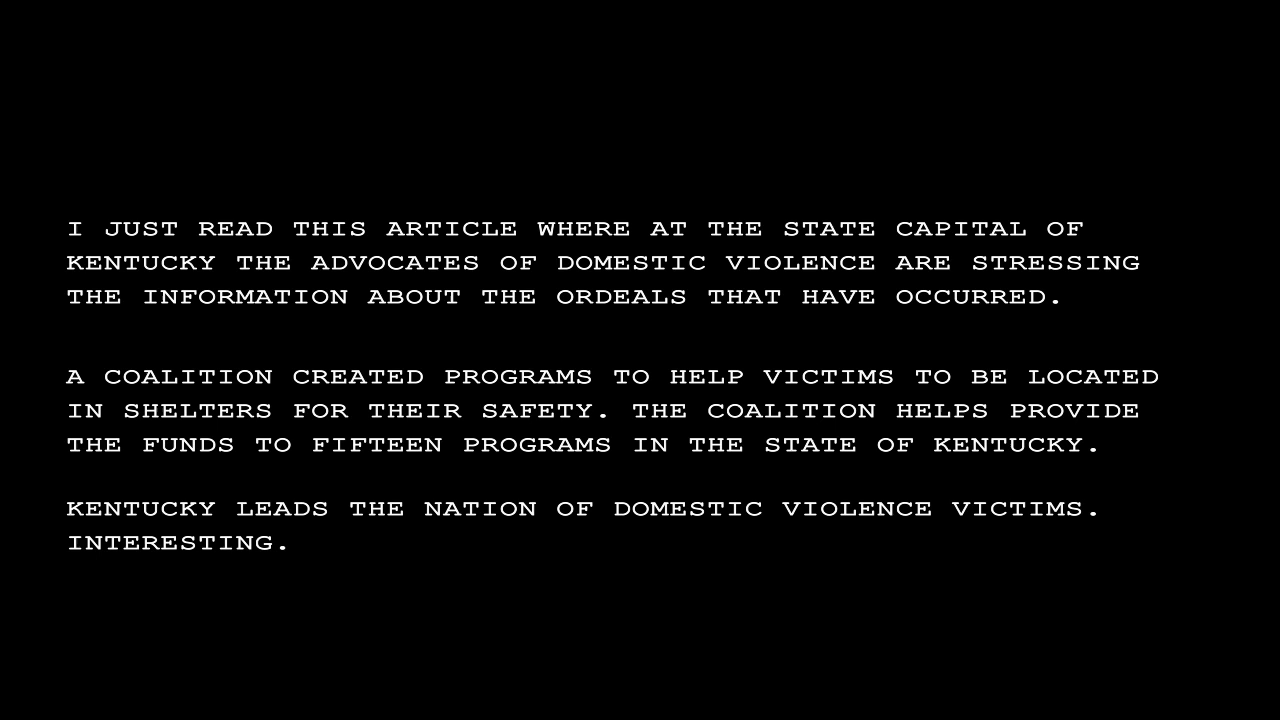 I JUST READ THIS ARTICLE WHERE AT THE STATE CAPITAL OF
KENTUCKY THE ADVOCATES OF DOMESTIC VIOLENCE ARE STRESSING
THE INFORMATION ABOUT THE ORDEALS THAT HAVE OCCURRED.
A COALITION CREATED PROGRAMS TO HELP VICTIMS TO BE LOCATED
IN SHELTERS FOR THEIR SAFETY. THE COALITION HELPS PROVIDE
THE FUNDS TO FIFTEEN PROGRAMS IN THE STATE OF KENTUCKY.
KENTUCKY LEADS THE NATION OF DOMESTIC VIOLENCE VICTIMS.
INTERESTING.